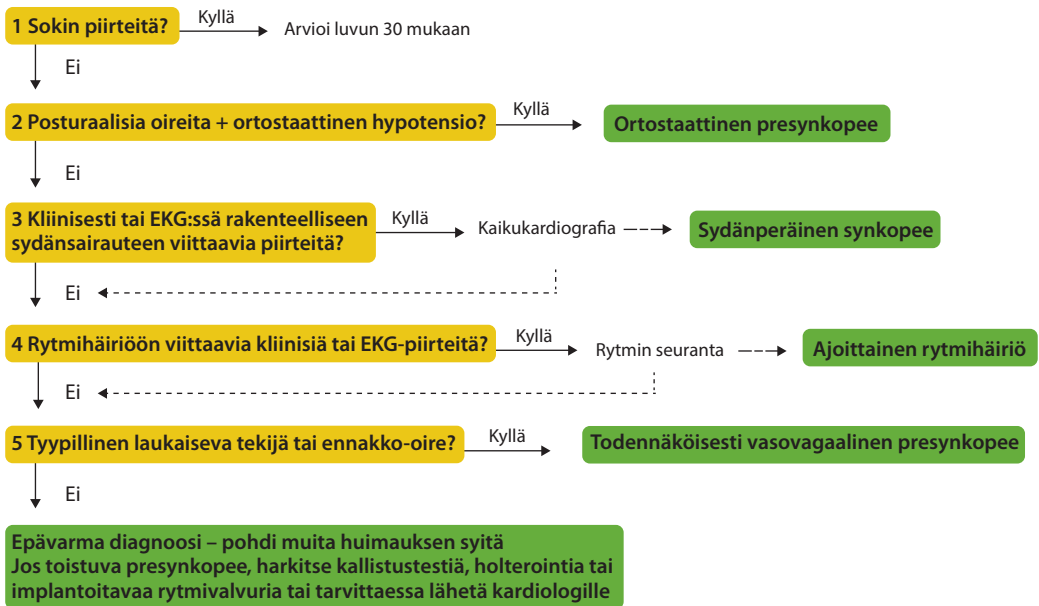 1 Sokin piirteitä?
Kyllä
Arvioi luvun 30 mukaan
Ei
2 Posturaalisia oireita + ortostaattinen hypotensio?
Kyllä
Ortostaattinen presynkopee
Ei
3 Kliinisesti tai EKG:ssä rakenteelliseen
sydänsairauteen viittaavia piirteitä?
Kyllä
Kaikukardiografia
Sydänperäinen synkopee
Ei
4 Rytmihäiriöön viittaavia kliinisiä tai EKG-piirteitä?
Kyllä
Rytmin seuranta
Ajoittainen rytmihäiriö
Ei
5 Tyypillinen laukaiseva tekijä tai ennakko-oire?
Kyllä
Todennäköisesti vasovagaalinen presynkopee
Ei
Epävarma diagnoosi – pohdi muita huimauksen syitä
Jos toistuva presynkopee, harkitse kallistustestiä, holterointia tai
implantoitavaa rytmivalvuria tai tarvittaessa lähetä kardiologille